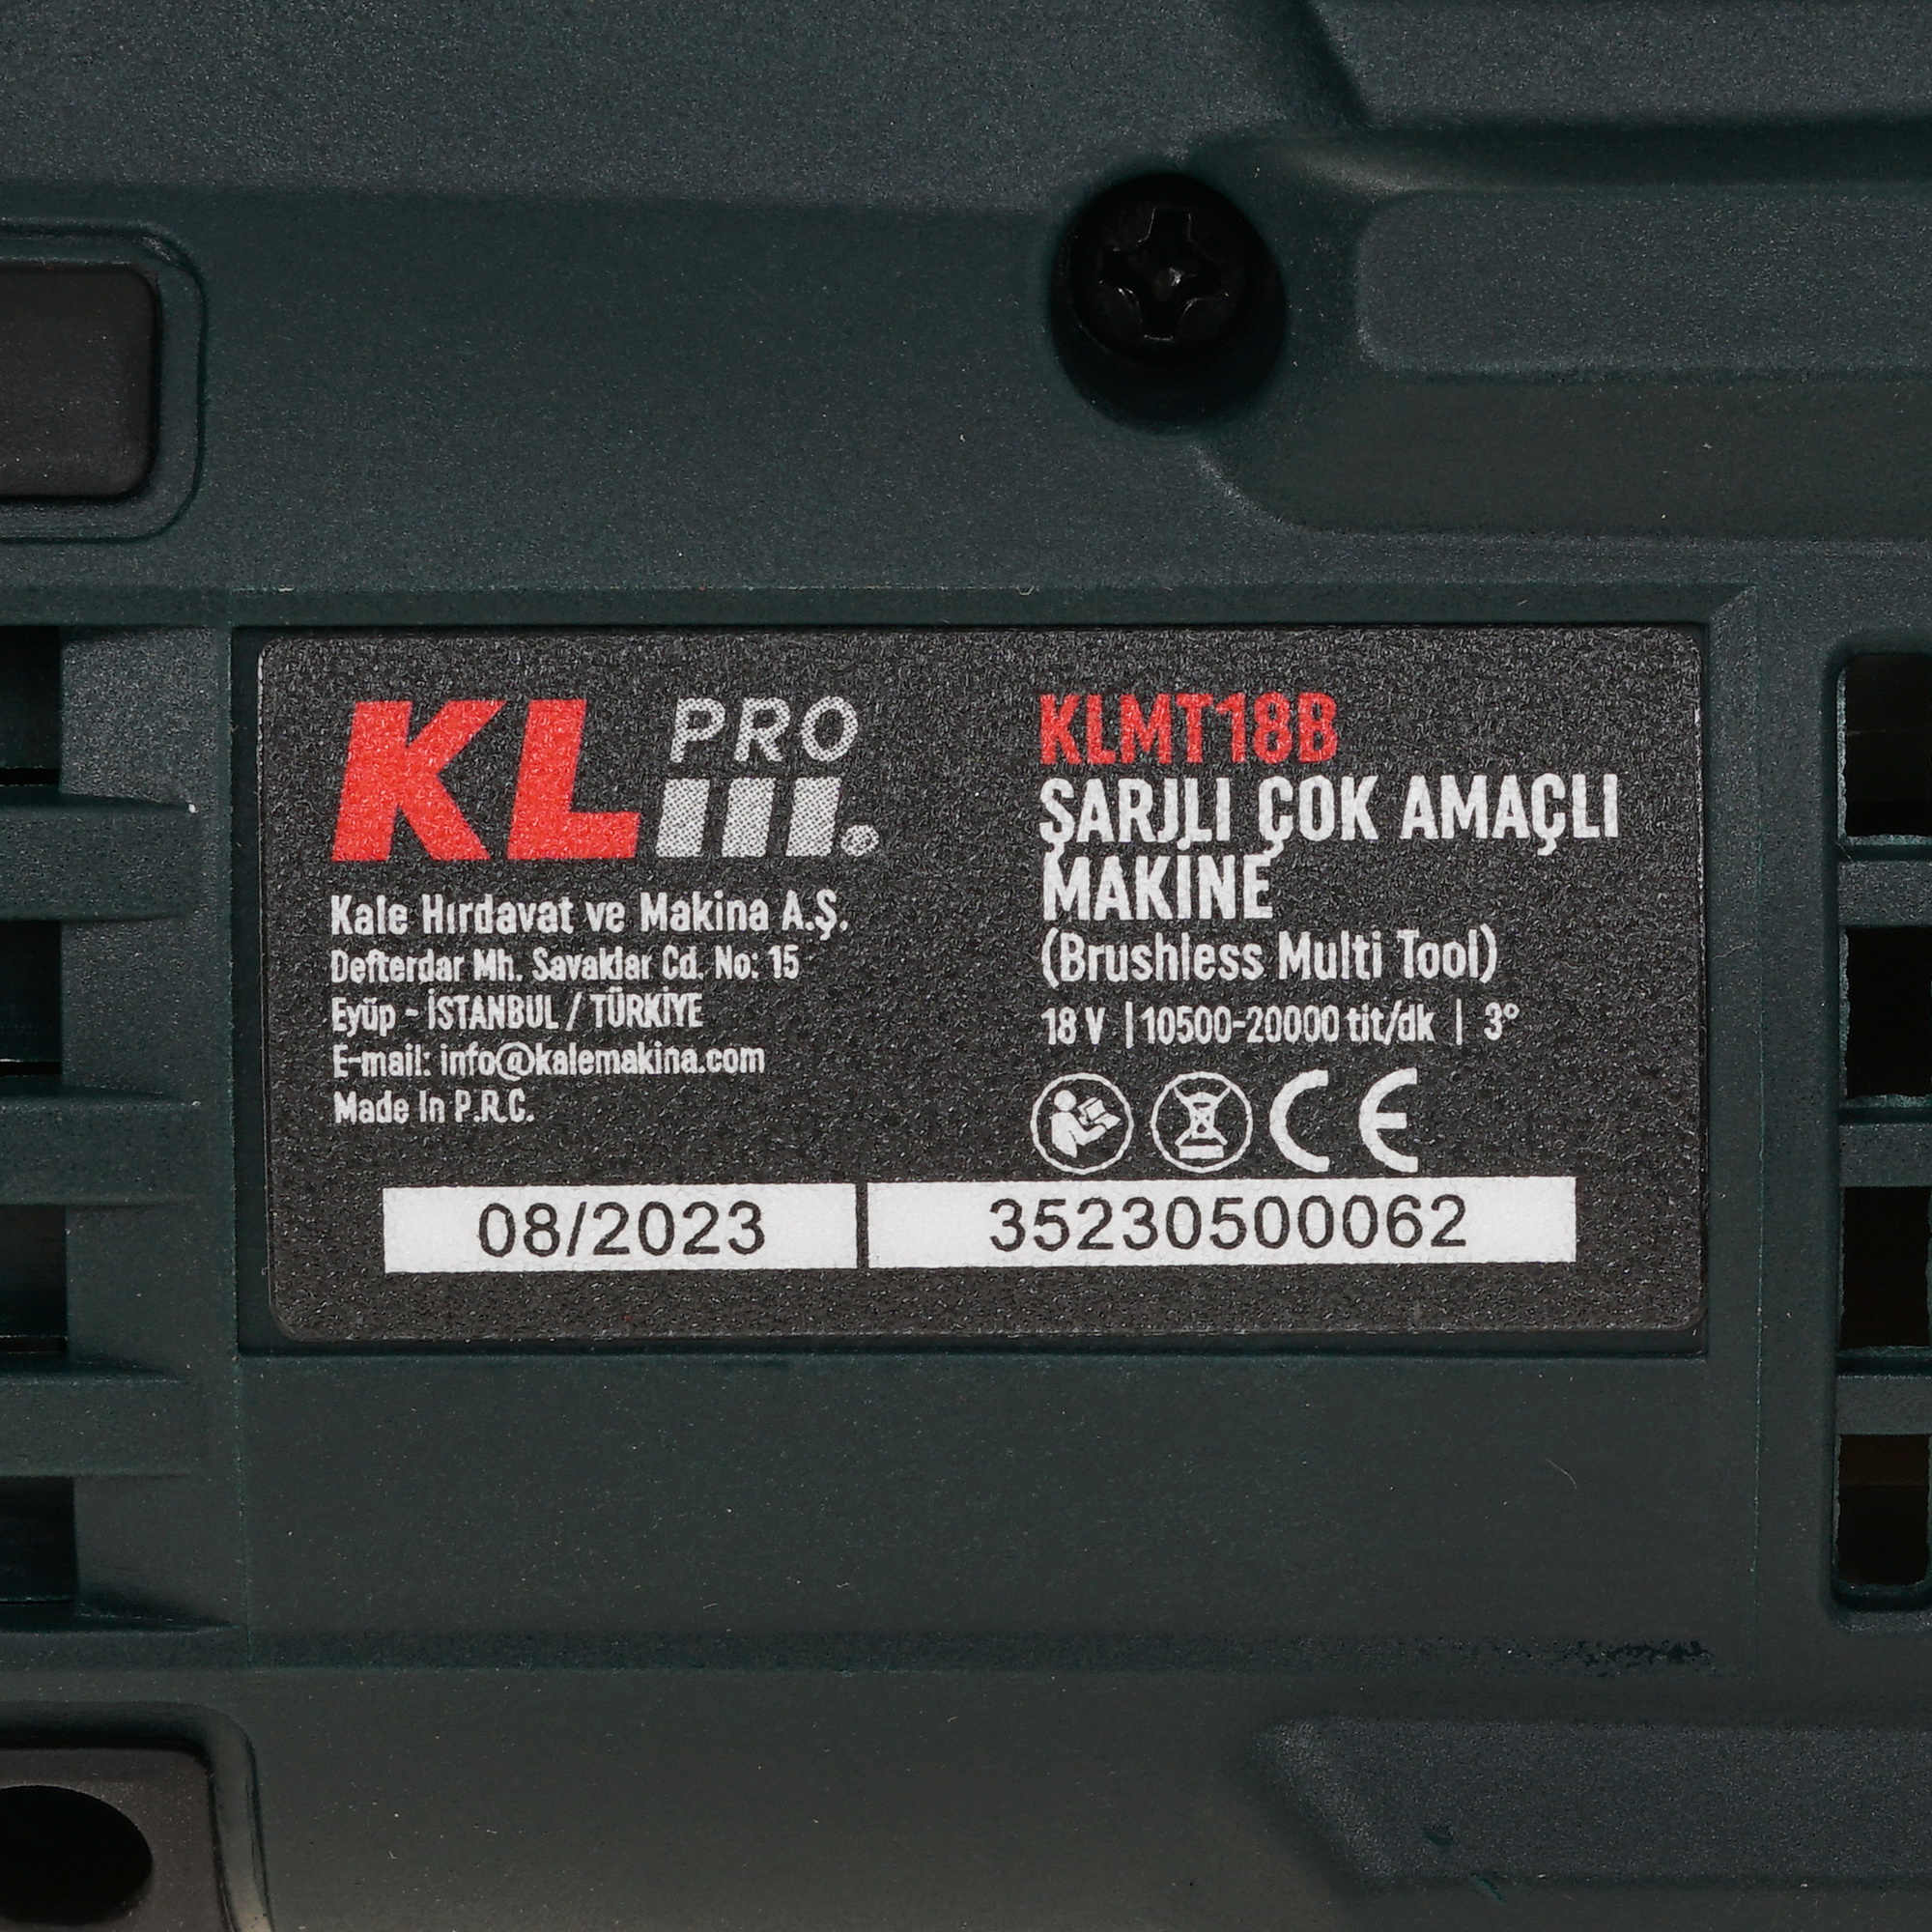 KL PRO
Kale Hırdavat ve Makina A.Ş.
Defterdar Mh. Savaklar Cd. No: 15
Eyüp - İSTANBUL / TÜRKİYE
E-mail: info@kalemakina.com
Made In P.R.C.
KLMT18B
ŞARJLI ÇOK AMAÇLI
MAKİNE
(Brushless Multi Tool)
18 V | 10500-20000 tit/dk | 3°
CE
08/2023
35230500062